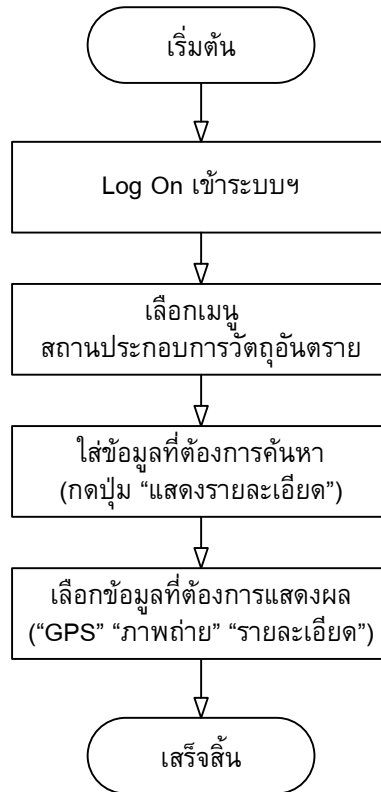 เริ่มต้น
Log On เข้าระบบฯ
เลือกเมนู
สถานประกอบการวัตถุอันตราย
ใส่ข้อมูลที่ต้องการค้นหา
(กดปุ่ม “แสดงรายละเอียด”)
เลือกข้อมูลที่ต้องการแสดงผล
(“GPS” “ภาพถ่าย” “รายละเอียด”)
เสร็จสิ้น